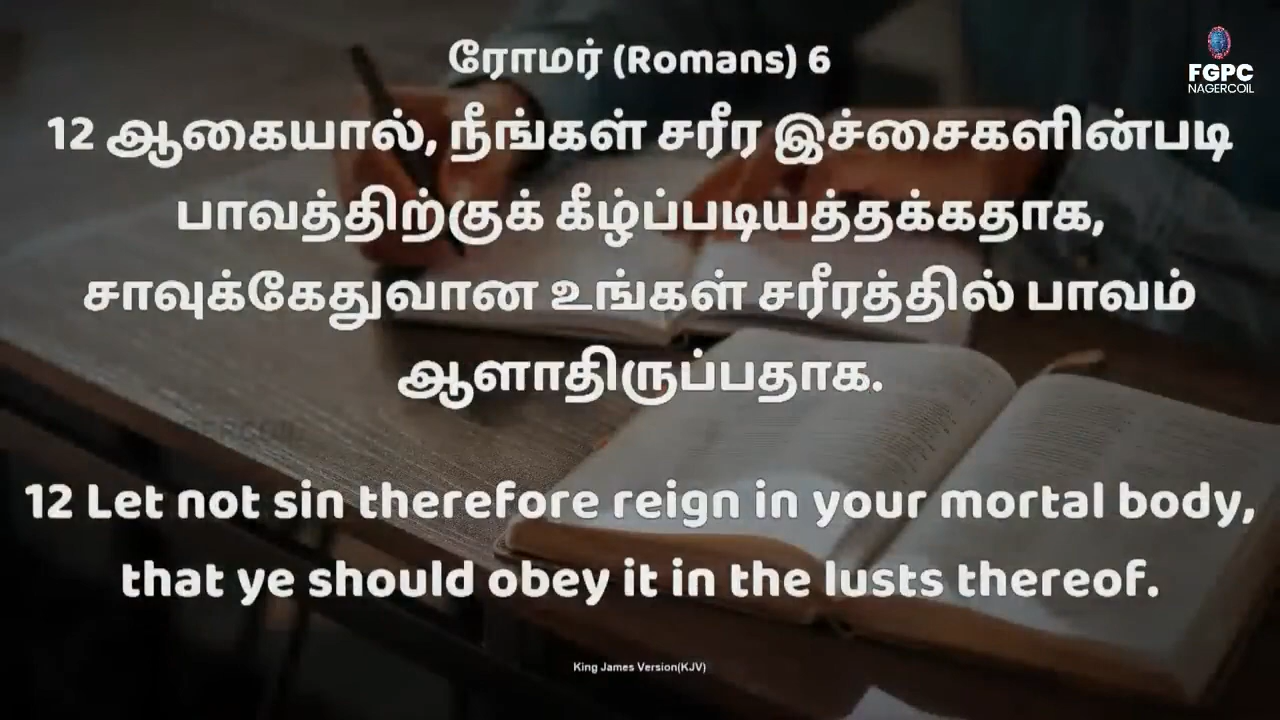 ரோமர் (Romans) 6
FGPC
NAGERCOIL
12 ஆகையால், நீங்கள் சரீர இச்சைகளின்படி
பாவத்திற்குக் கீழ்ப்படியத்தக்கதாக,
சாவுக்கேதுவான உங்கள் சரீரத்தில் பாவம்
ஆளாதிருப்பதாக.
12 Let not sin therefore reign in your mortal body,
that ye should obey it in the lusts thereof.
King James Version(KJV)